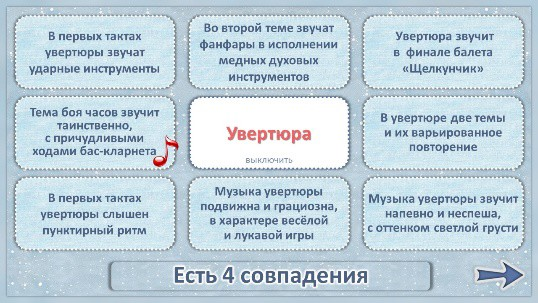 В первых тактах
увертюры звучат
ударные инструменты
Во второй теме звучат
фанфары в исполнении
медных духовых
инструментов
Увертюра звучит
в финале балета
«Щелкунчик»
Тема боя часов звучит
таинственно,
с причудливыми
ходами бас-кларнета
Увертюра
выключить
В увертюре две темы
и их варьированное
повторение
В первых тактах
увертюры слышен
пунктирный ритм
Музыка увертюры
подвижна и грациозна,
в характере весёлой
и лукавой игры
Музыка увертюры звучит
напевно и неспеша,
с оттенком светлой грусти
Есть 4 совпадения